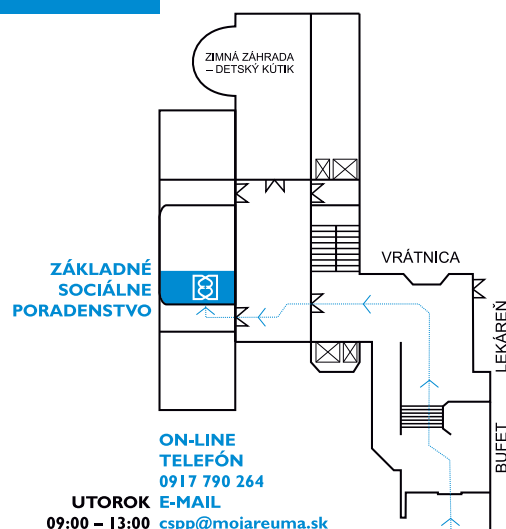 ZIMNÁ ZÁHRADA
– DETSKÝ KÚTIK
VRÁTNICA
LEKÁREŇ
BUFET
ZÁKLADNÉ
SOCIÁLNE
PORADENSTVO
ON-LINE
TELEFÓN
0917 790 264
UTOROK E-MAIL
09:00 – 13:00 cspp@mojareuma.sk